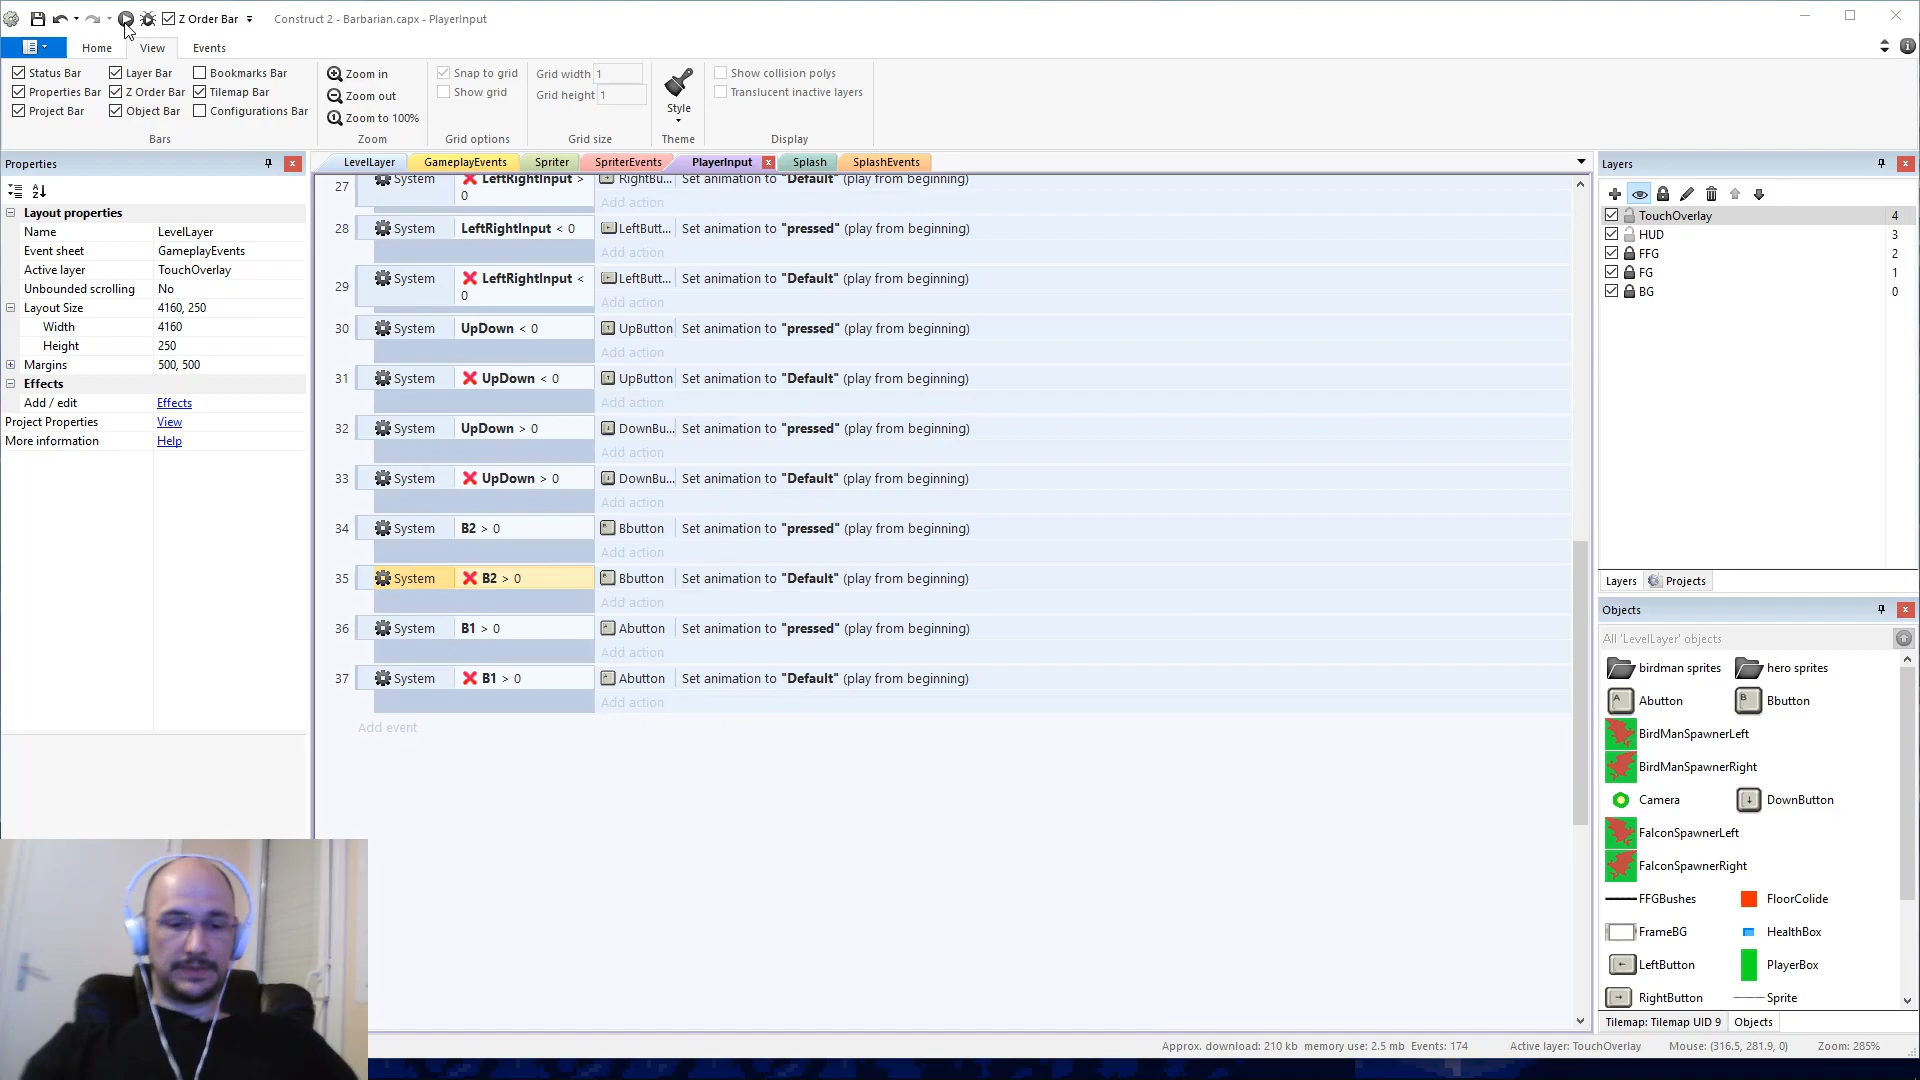 Z Order Bar
Construct 2 - Barbarian.capx - PlayerInput
Home View Events
Status Bar Layer Bar Bookmarks Bar
Properties Bar Z Order Bar Tilemap Bar
Project Bar Object Bar Configurations Bar
Bars
Zoom in
Zoom out
Zoom to 100%
Zoom
Snap to grid
Show grid
Grid options
Grid width 1
Grid height 1
Grid size
Style
Theme
Show collision polys
Translucent inactive layers
Display
Properties
Layout properties
Name LevelLayer
Event sheet GameplayEvents
Active layer TouchOverlay
Unbounded scrolling No
Layout Size 4160, 250
Width 4160
Height 250
Margins 500, 500
Effects
Add / edit Effects
Project Properties View
More information Help
LevelLayer GameplayEvents Spriter SpriterEvents PlayerInput Splash SplashEvents
27 System LeftRightInput > 0 RightBu... Set animation to "Default" (play from beginning)
Add action
28 System LeftRightInput < 0 LeftButt... Set animation to "pressed" (play from beginning)
Add action
29 System LeftRightInput < 0 LeftButt... Set animation to "Default" (play from beginning)
Add action
30 System UpDown < 0 UpButton Set animation to "pressed" (play from beginning)
Add action
31 System UpDown < 0 UpButton Set animation to "Default" (play from beginning)
Add action
32 System UpDown > 0 DownBu... Set animation to "pressed" (play from beginning)
Add action
33 System UpDown > 0 DownBu... Set animation to "Default" (play from beginning)
Add action
34 System B2 > 0 Bbutton Set animation to "pressed" (play from beginning)
Add action
35 System B2 > 0 Bbutton Set animation to "Default" (play from beginning)
Add action
36 System B1 > 0 Abutton Set animation to "pressed" (play from beginning)
Add action
37 System B1 > 0 Abutton Set animation to "Default" (play from beginning)
Add action
Add event
Layers
TouchOverlay 4
HUD 3
FFG 2
FG 1
BG 0
Layers Projects
Objects
All 'LevelLayer' objects
birdman sprites hero sprites
Abutton Bbutton
BirdManSpawnerLeft
BirdManSpawnerRight
Camera DownButton
FalconSpawnerLeft
FalconSpawnerRight
FFGBushes FloorColide
FrameBG HealthBox
LeftButton PlayerBox
RightButton Sprite
Tilemap: Tilemap UID 9 Objects
Approx. download: 210 kb memory use: 2.5 mb Events: 174 Active layer: TouchOverlay Mouse: (316.5, 281.9, 0) Zoom: 285%